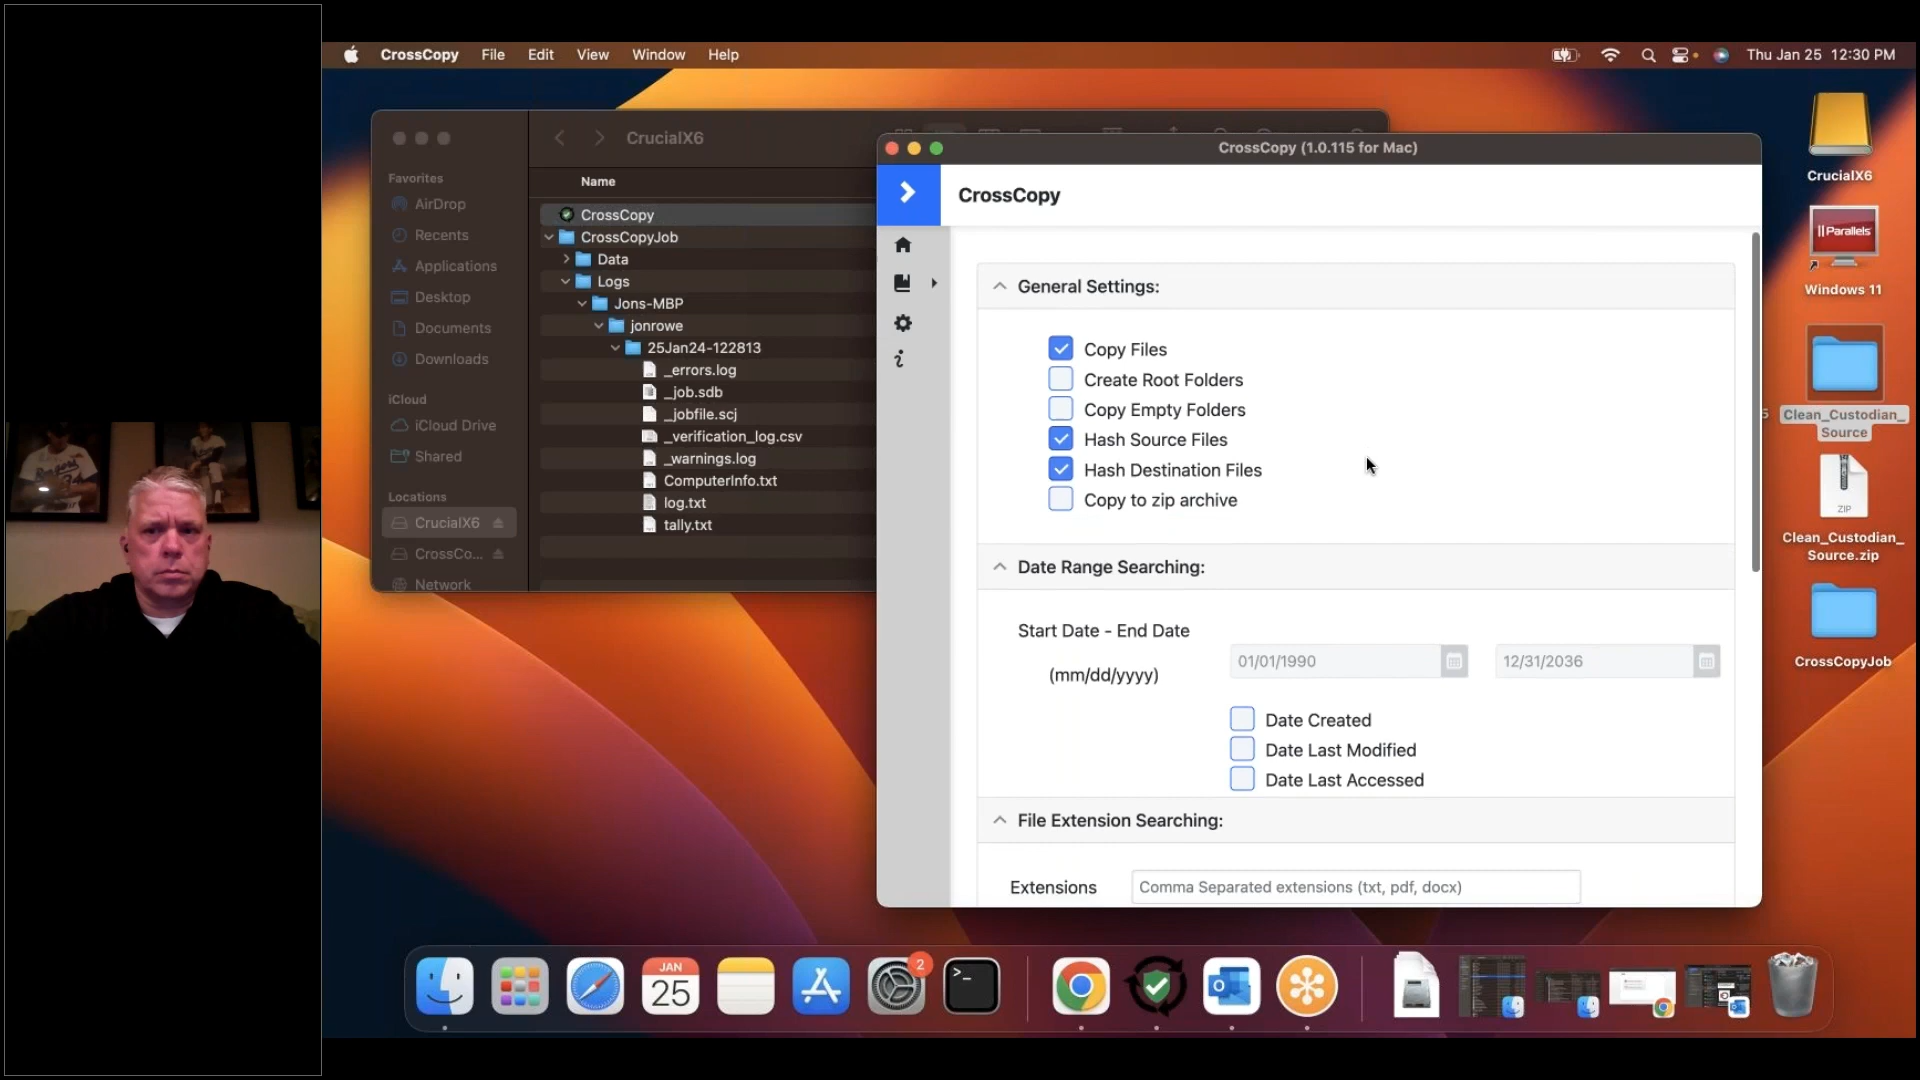 CrossCopy File Edit View Window Help
Thu Jan 25 12:30 PM
CrucialX6
Favorites
AirDrop
Recents
Applications
Desktop
Documents
Downloads
iCloud
iCloud Drive
Shared
Locations
CrucialX6
CrossCo...
Network
Name
CrossCopy
CrossCopyJob
Data
Logs
Jons-MBP
jonrowe
25Jan24-122813
_errors.log
_job.sdb
_jobfile.scj
_verification_log.csv
_warnings.log
ComputerInfo.txt
log.txt
tally.txt
CrossCopy (1.0.115 for Mac)
CrossCopy
General Settings:
Copy Files
Create Root Folders
Copy Empty Folders
Hash Source Files
Hash Destination Files
Copy to zip archive
Date Range Searching:
Start Date - End Date
(mm/dd/yyyy)
01/01/1990
12/31/2036
Date Created
Date Last Modified
Date Last Accessed
File Extension Searching:
Extensions
Comma Separated extensions (txt, pdf, docx)
CrucialX6
Parallels
Windows 11
5
Clean_Custodian_
Source
ZIP
Clean_Custodian_
Source.zip
CrossCopyJob
JAN
25
2